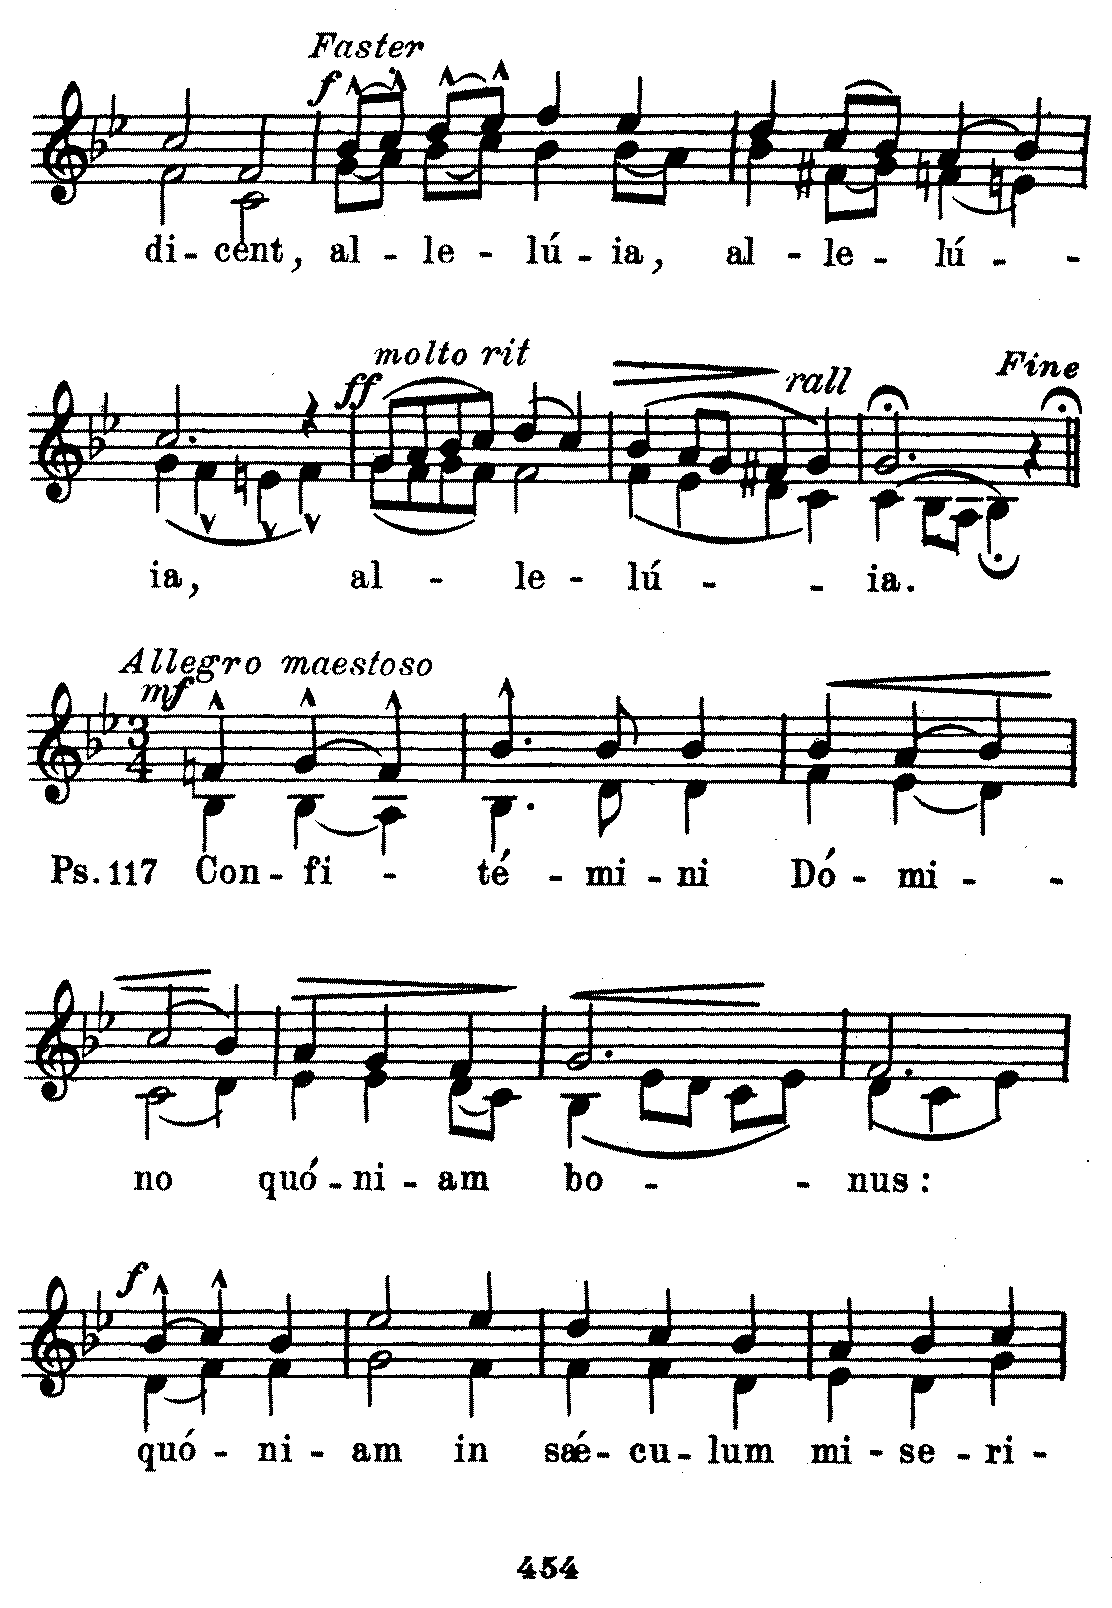 Faster
f
di - cent, al - le - lú - ia, al - le - lú - -
molto rit
ff rall Fine
ia, al - le - lú - - ia.
Allegro maestoso
mf
3
4
Ps. 117 Con - fi - té - mi - ni Dó - mi - -
no quó - ni - am bo - - nus:
f
quó - ni - am in sǽ - cu - lum mi - se - ri -
454